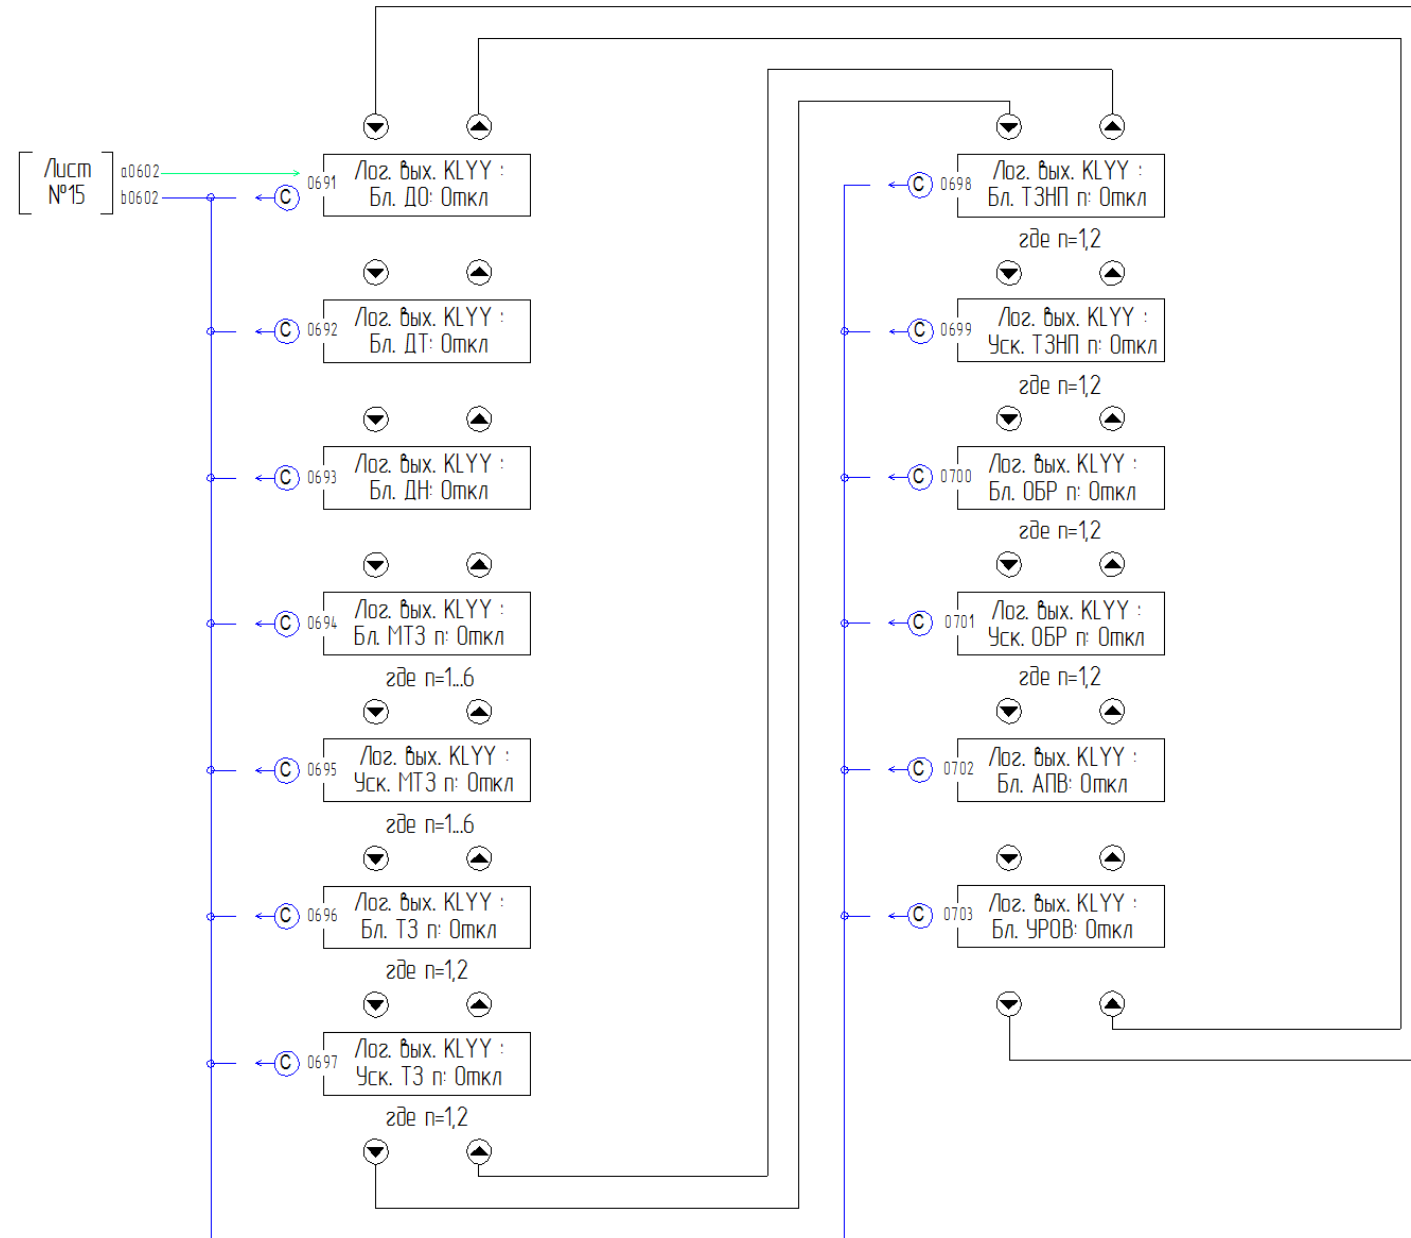 Лист
№15
a0602
b0602
C
0691
Лог. вых. KLYY :
Бл. ДО: Откл
C
0692
Лог. вых. KLYY :
Бл. ДТ: Откл
C
0693
Лог. вых. KLYY :
Бл. ДН: Откл
C
0694
Лог. вых. KLYY :
Бл. МТЗ n: Откл
где n=1...6
C
0695
Лог. вых. KLYY :
Уск. МТЗ n: Откл
где n=1...6
C
0696
Лог. вых. KLYY :
Бл. ТЗ n: Откл
где n=1,2
C
0697
Лог. вых. KLYY :
Уск. ТЗ n: Откл
где n=1,2
C
0698
Лог. вых. KLYY :
Бл. ТЗНП n: Откл
где n=1,2
C
0699
Лог. вых. KLYY :
Уск. ТЗНП n: Откл
где n=1,2
C
0700
Лог. вых. KLYY :
Бл. ОБР n: Откл
где n=1,2
C
0701
Лог. вых. KLYY :
Уск. ОБР n: Откл
где n=1,2
C
0702
Лог. вых. KLYY :
Бл. АПВ: Откл
C
0703
Лог. вых. KLYY :
Бл. УРОВ: Откл